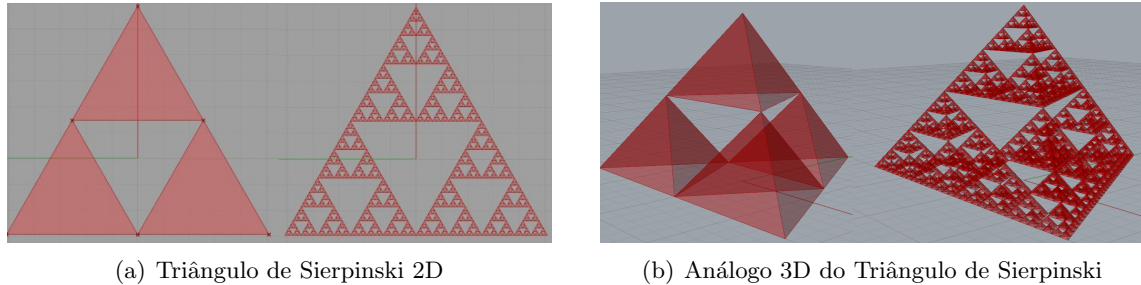 (a) Triângulo de Sierpinski 2D
(b) Análogo 3D do Triângulo de Sierpinski